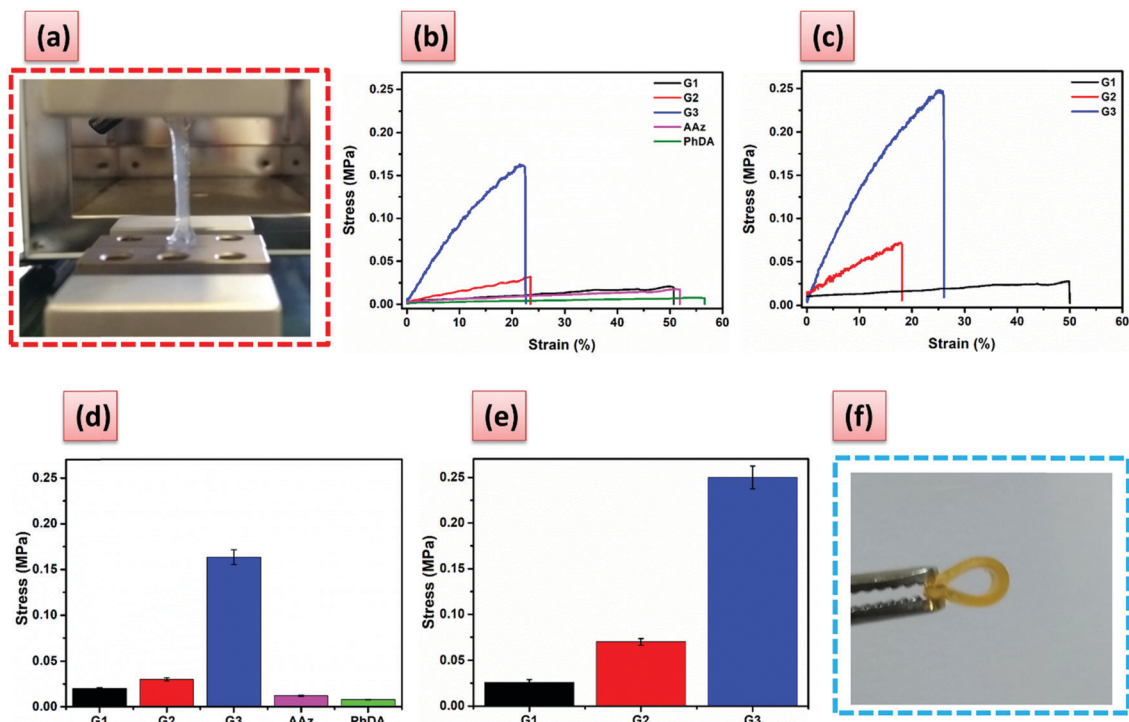 (a)
(b)
(c)
0.25
0.20
0.15
0.10
0.05
0.00
Stress (MPa)
0 10 20 30 40 50 60
Strain (%)
G1
G2
G3
AAz
PhDA
0.25
0.20
0.15
0.10
0.05
0.00
Stress (MPa)
0 10 20 30 40 50 60
Strain (%)
G1
G2
G3
(d)
(e)
(f)
0.25
0.20
0.15
0.10
0.05
0.00
Stress (MPa)
G1 G2 G3 AAz PhDA
0.25
0.20
0.15
0.10
0.05
0.00
Stress (MPa)
G1 G2 G3